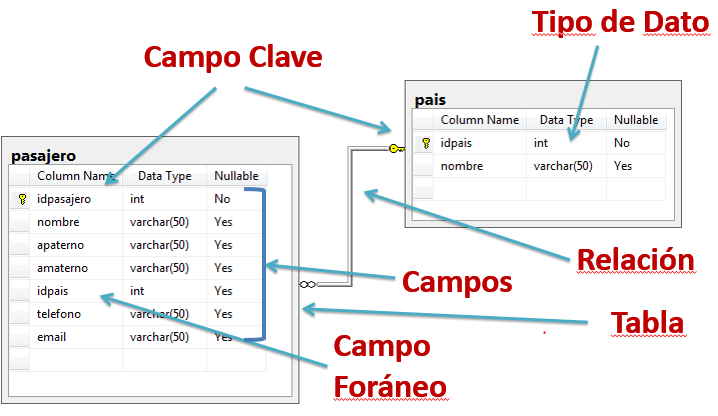 Tipo de Dato
Campo Clave
pais
Column Name Data Type Nullable
idpais int No
nombre varchar(50) Yes
pasajero
Column Name Data Type Nullable
idpasajero int No
nombre varchar(50) Yes
apaterno varchar(50) Yes
amaterno varchar(50) Yes
idpais int Yes
telefono varchar(50) Yes
email varchar(50) Yes
Relación
Campos
Tabla
Campo
Foráneo